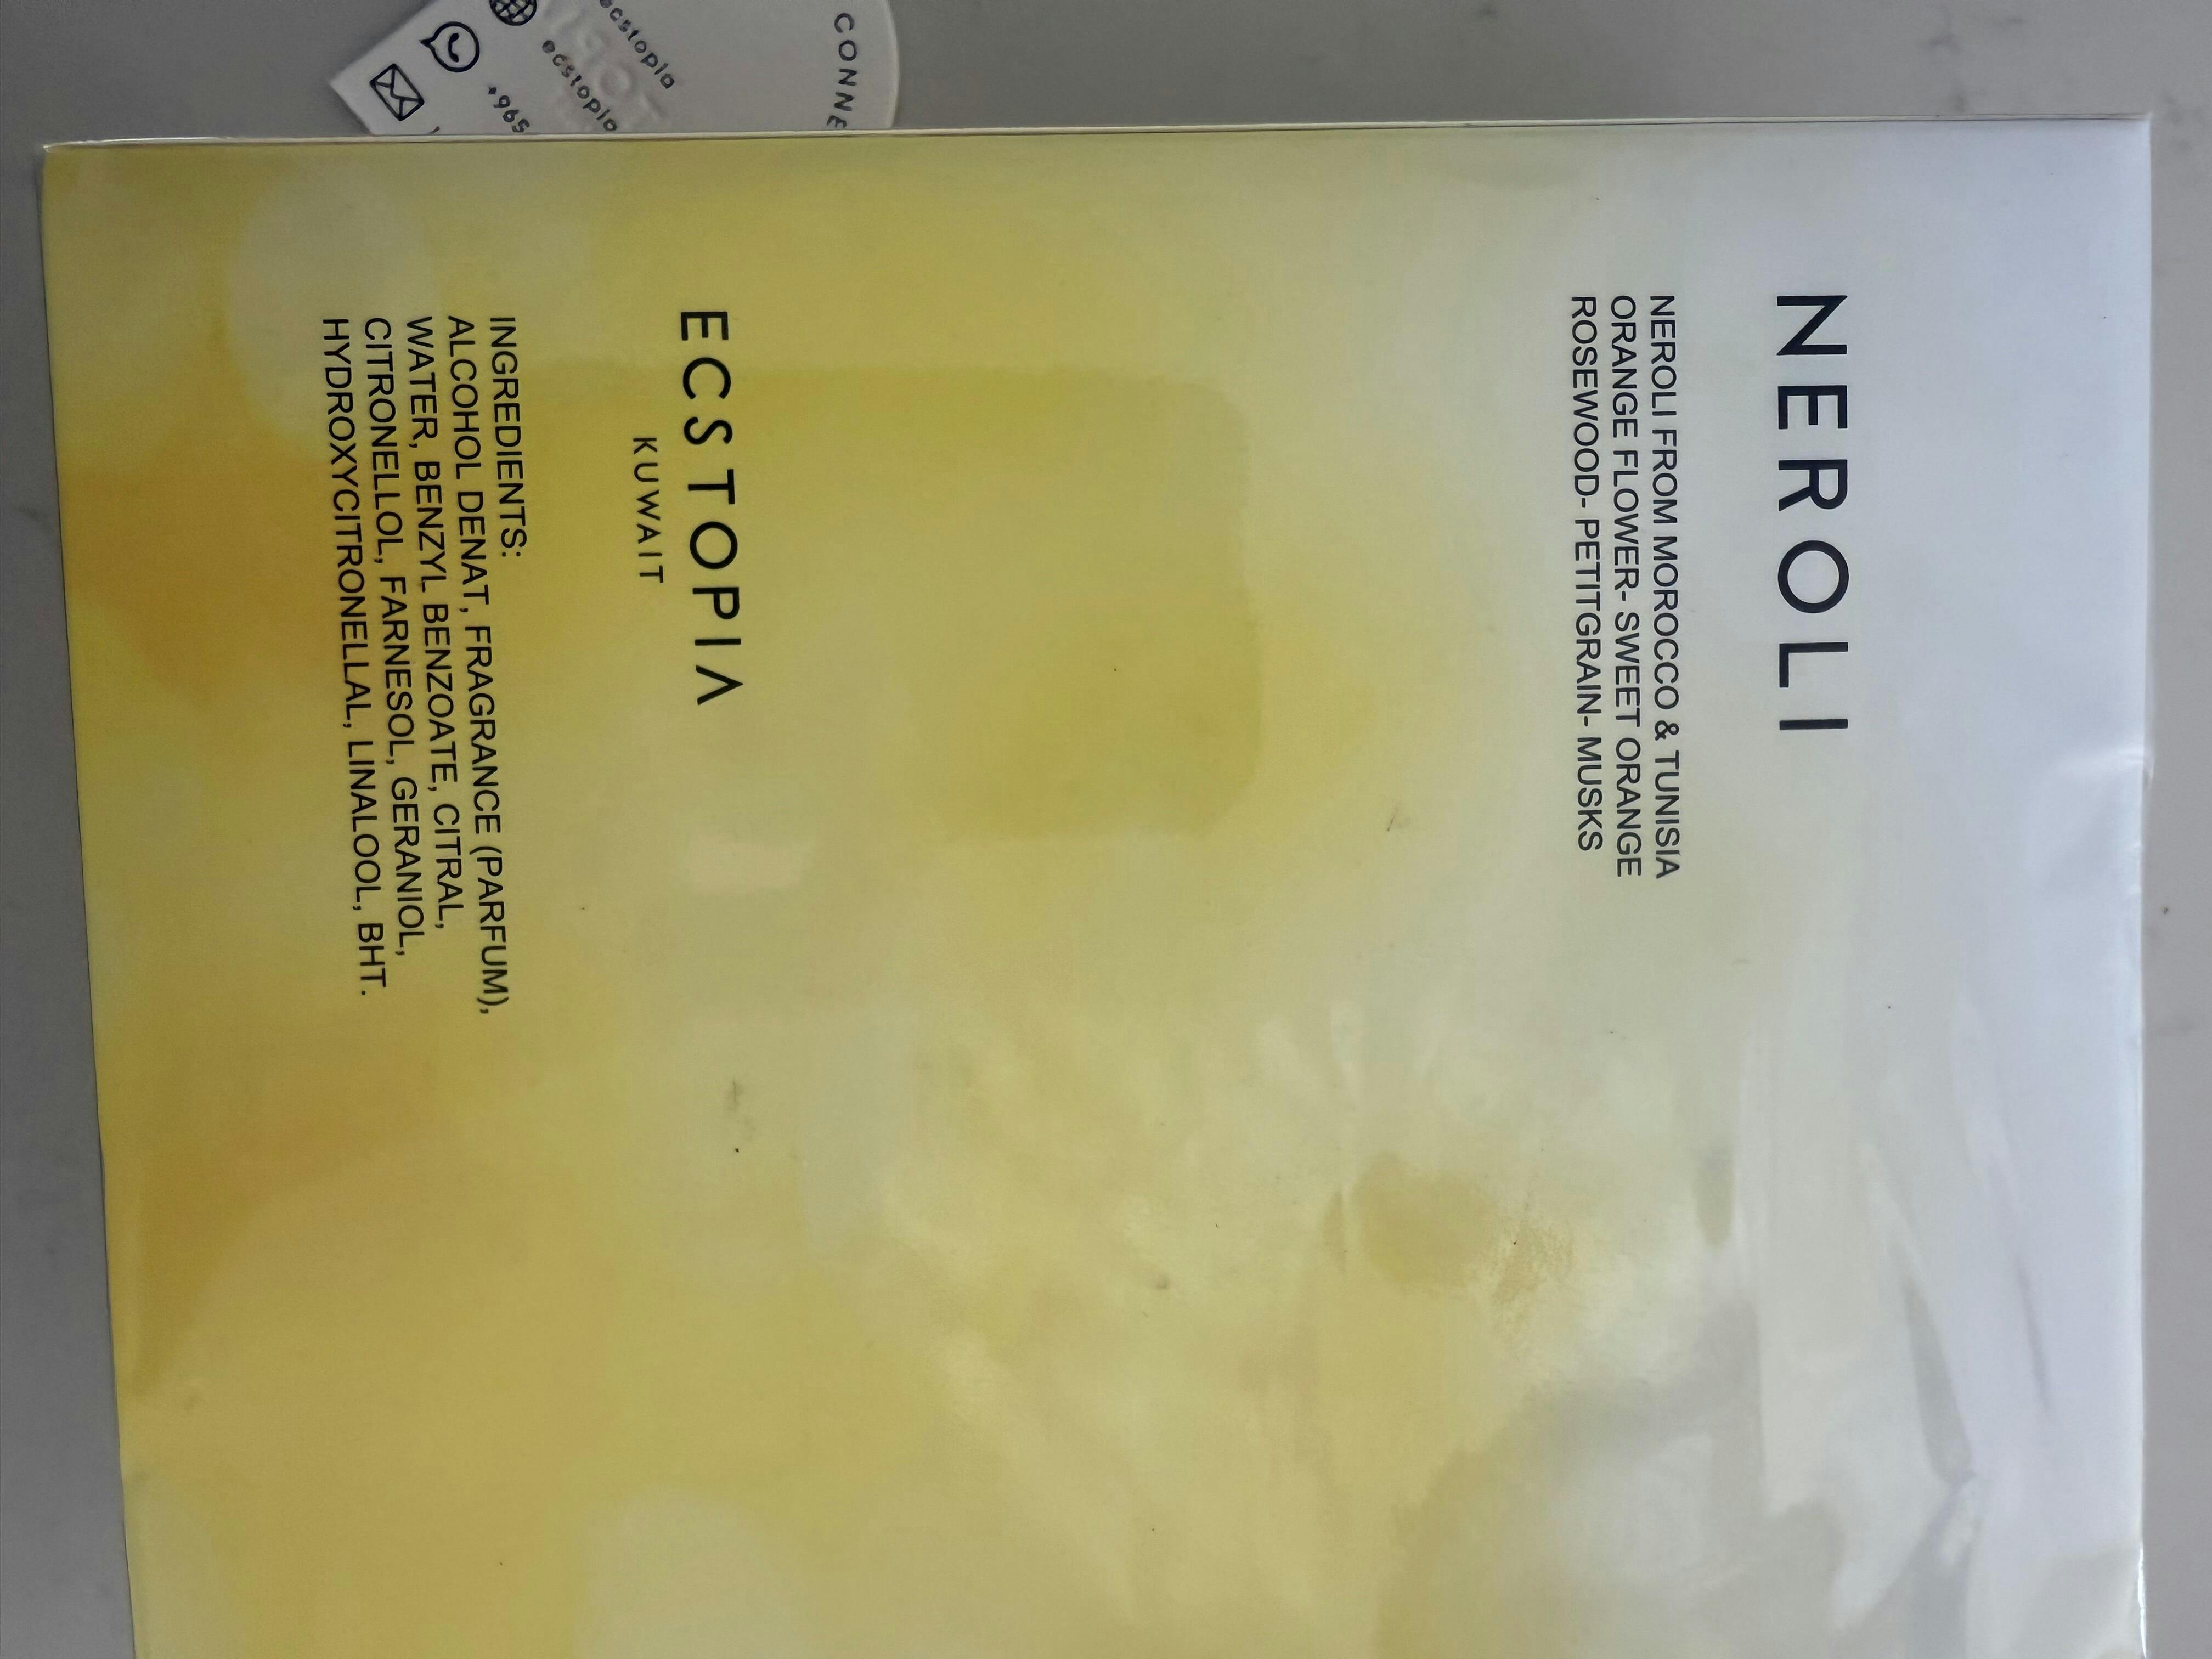 NEROLI
NEROLI FROM MOROCCO & TUNISIA
ORANGE FLOWER- SWEET ORANGE
ROSEWOOD- PETITGRAIN- MUSKS
ECSTOPIA
KUWAIT
INGREDIENTS:
ALCOHOL DENAT, FRAGRANCE (PARFUM),
WATER, BENZYL BENZOATE, CITRAL,
CITRONELLOL, FARNESOL, GERANIOL,
HYDROXYCITRONELLAL, LINALOOL, BHT.
CONNE
ecstopia
ecstopia
+965